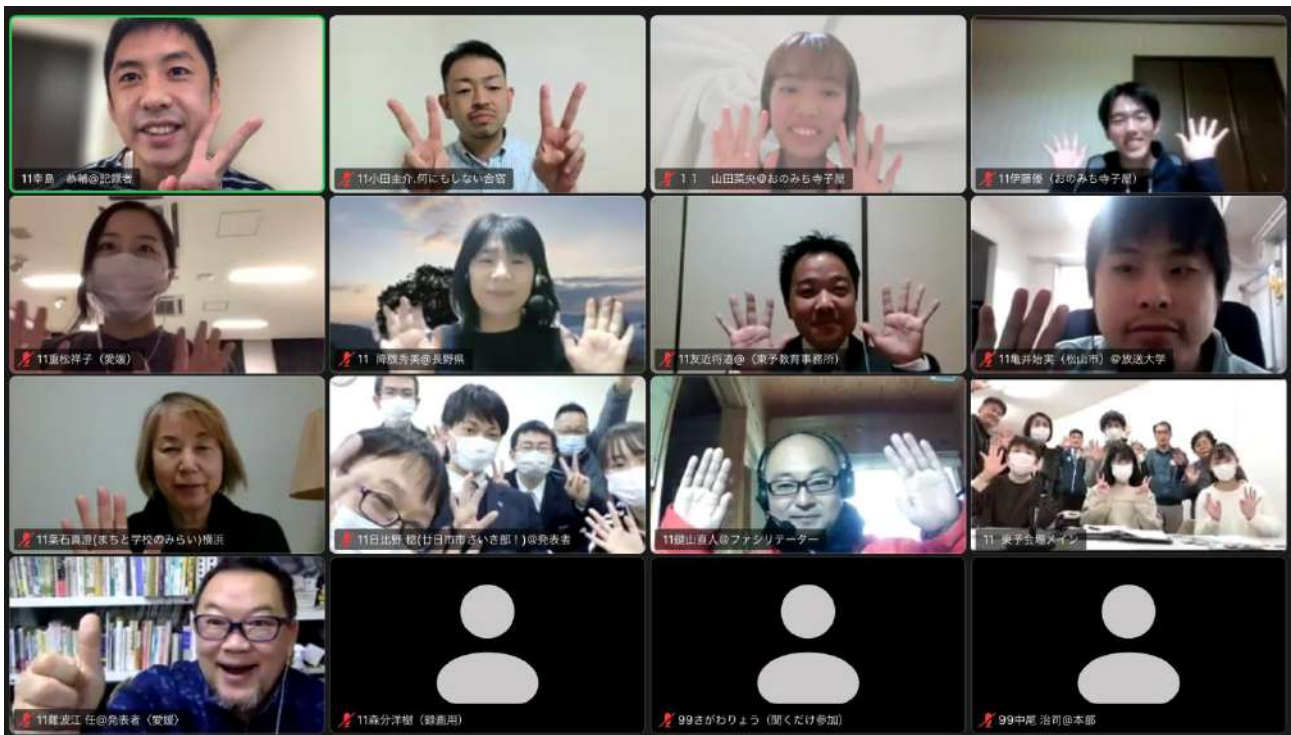 11幸島 恭輔@記録者
11小田圭介.何にもしない合宿
11 山田菜央@おのみち寺子屋
11伊藤優（おのみち寺子屋）
11重松祥子（愛媛）
11 降旗秀美@長野県
11友近将道@（東予教育事務所）
11亀井始実（松山市）@放送大学
11葉石真澄(まちと学校のみらい)横浜
11日比野 稔(廿日市市さいき部！)@発表者
11鍵山直人@ファシリテーター
11 東予会場メイン
11難波江 任@発表者〈愛媛〉
11森分洋樹（録画用）
99さがわりょう（聞くだけ参加）
99中尾 治司@本部